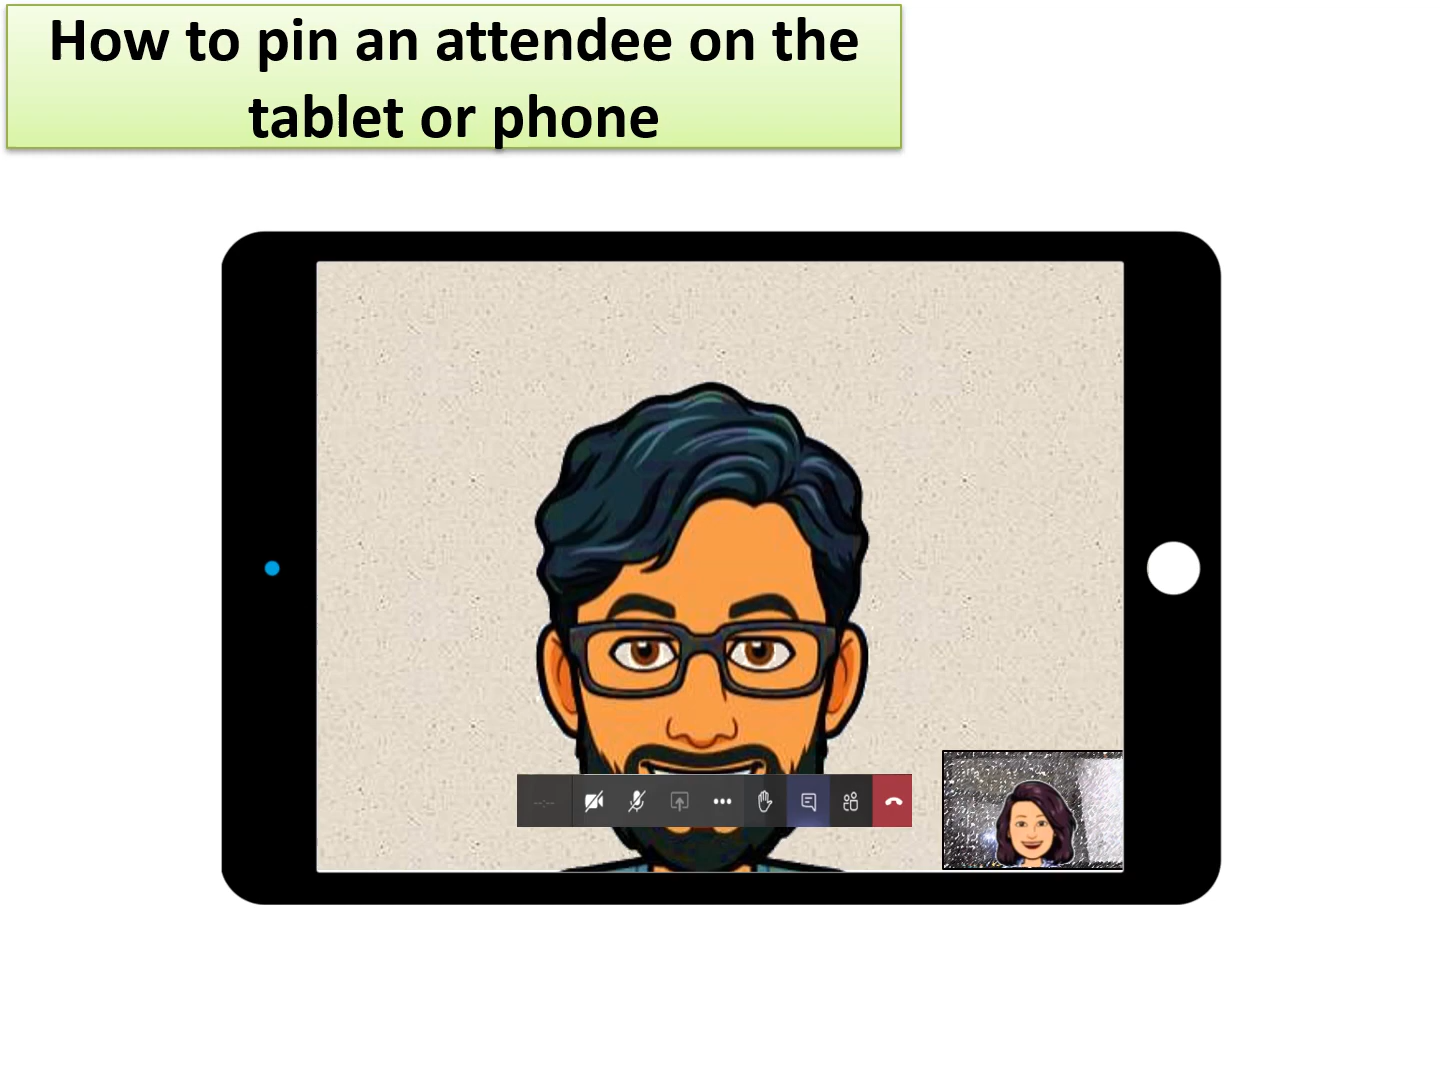 How to pin an attendee on the
tablet or phone